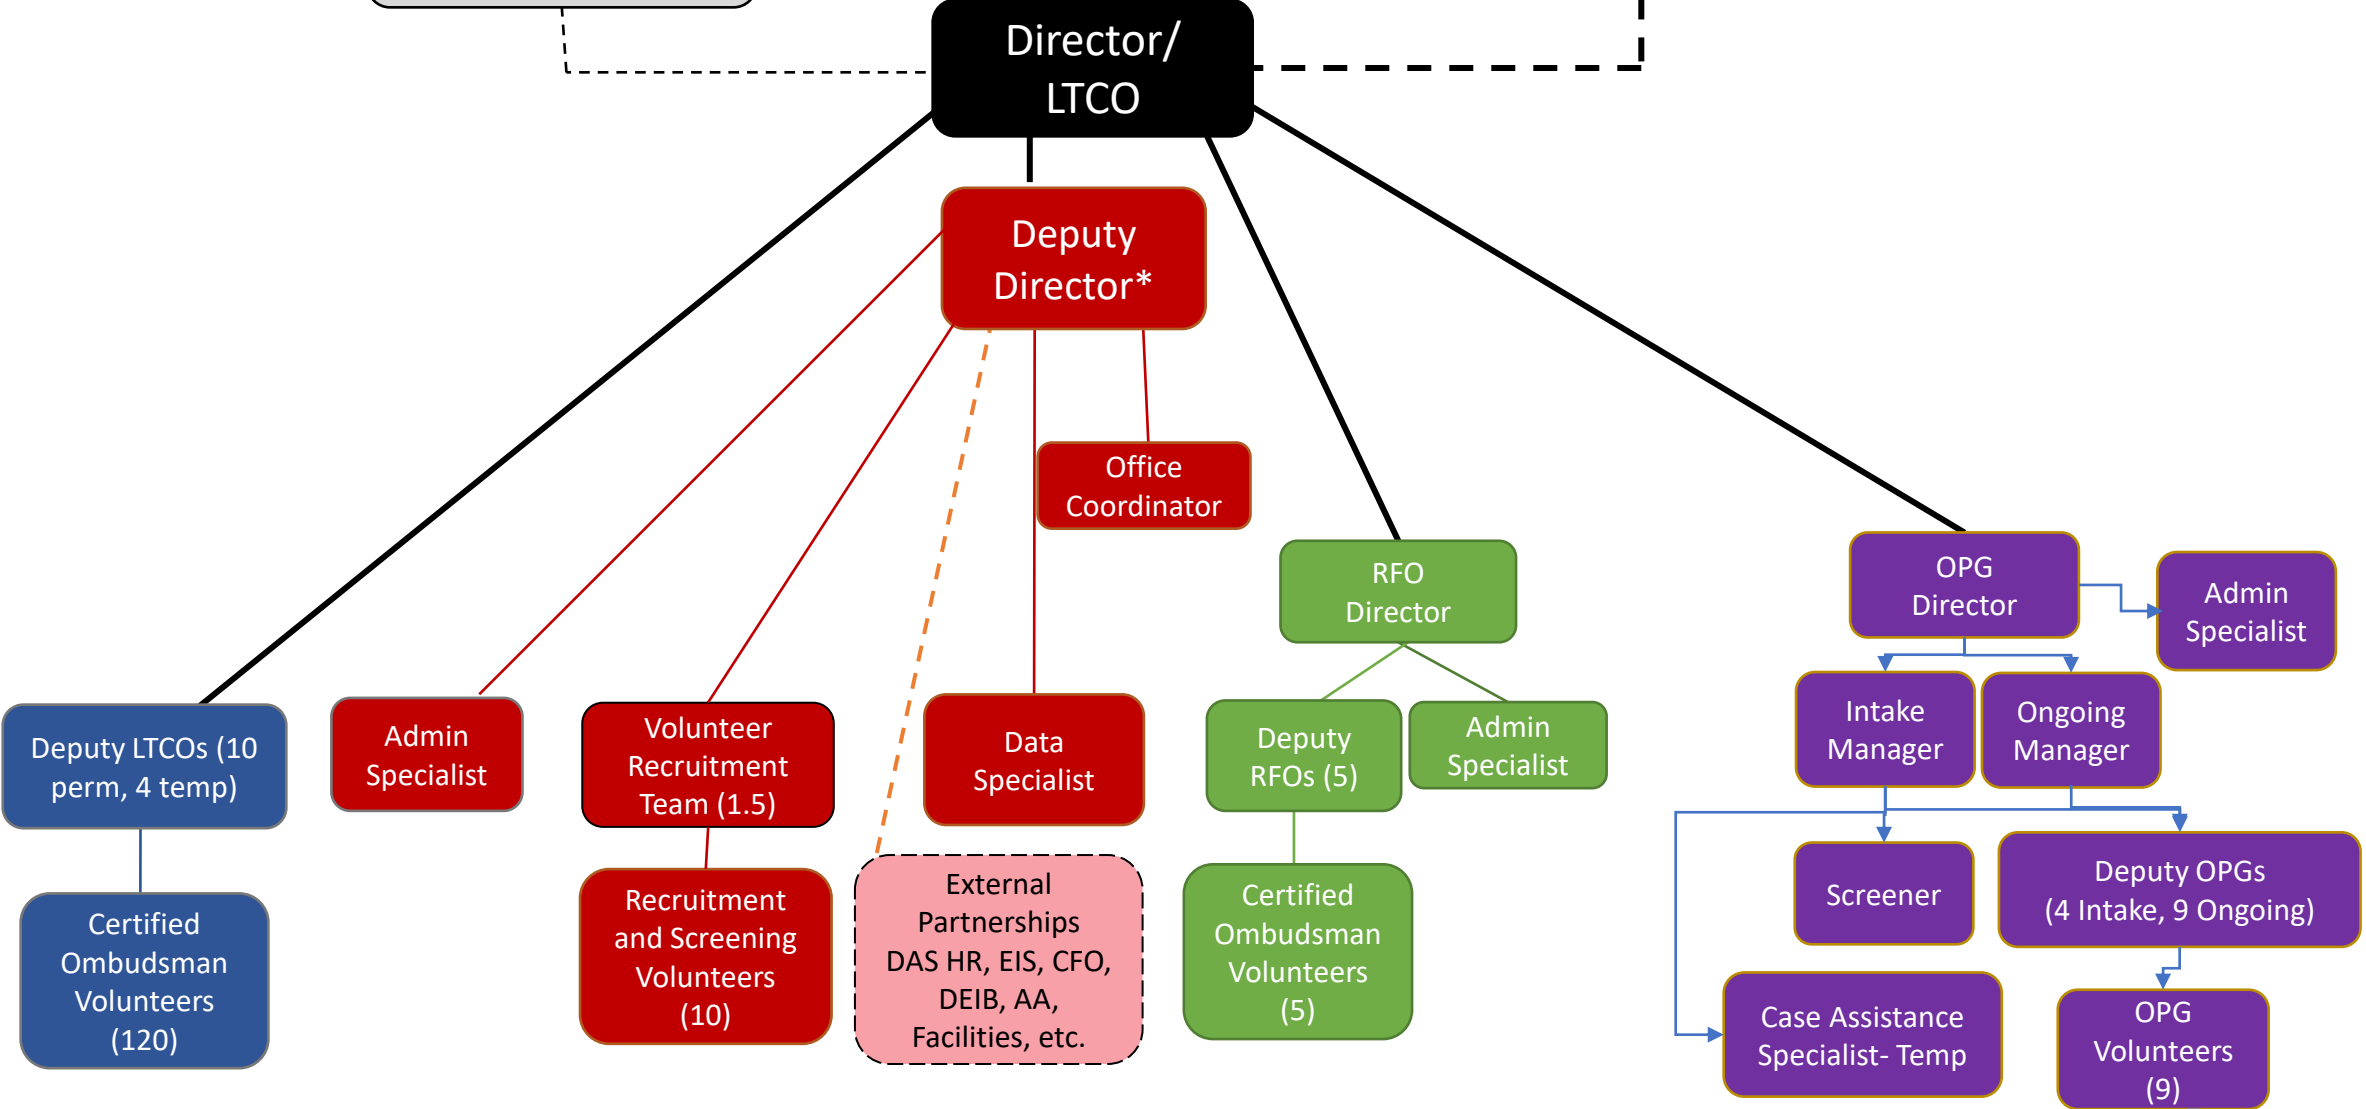 Director/
LTCO
Deputy
Director*
Office
Coordinator
RFO
Director
OPG
Director
Admin
Specialist
Deputy LTCOs (10
perm, 4 temp)
Admin
Specialist
Volunteer
Recruitment
Team (1.5)
Data
Specialist
Deputy
RFOs (5)
Admin
Specialist
Intake
Manager
Ongoing
Manager
Certified
Ombudsman
Volunteers
(120)
Recruitment
and Screening
Volunteers
(10)
External
Partnerships
DAS HR, EIS, CFO,
DEIB, AA,
Facilities, etc.
Certified
Ombudsman
Volunteers
(5)
Screener
Deputy OPGs
(4 Intake, 9 Ongoing)
Case Assistance
Specialist- Temp
OPG
Volunteers
(9)